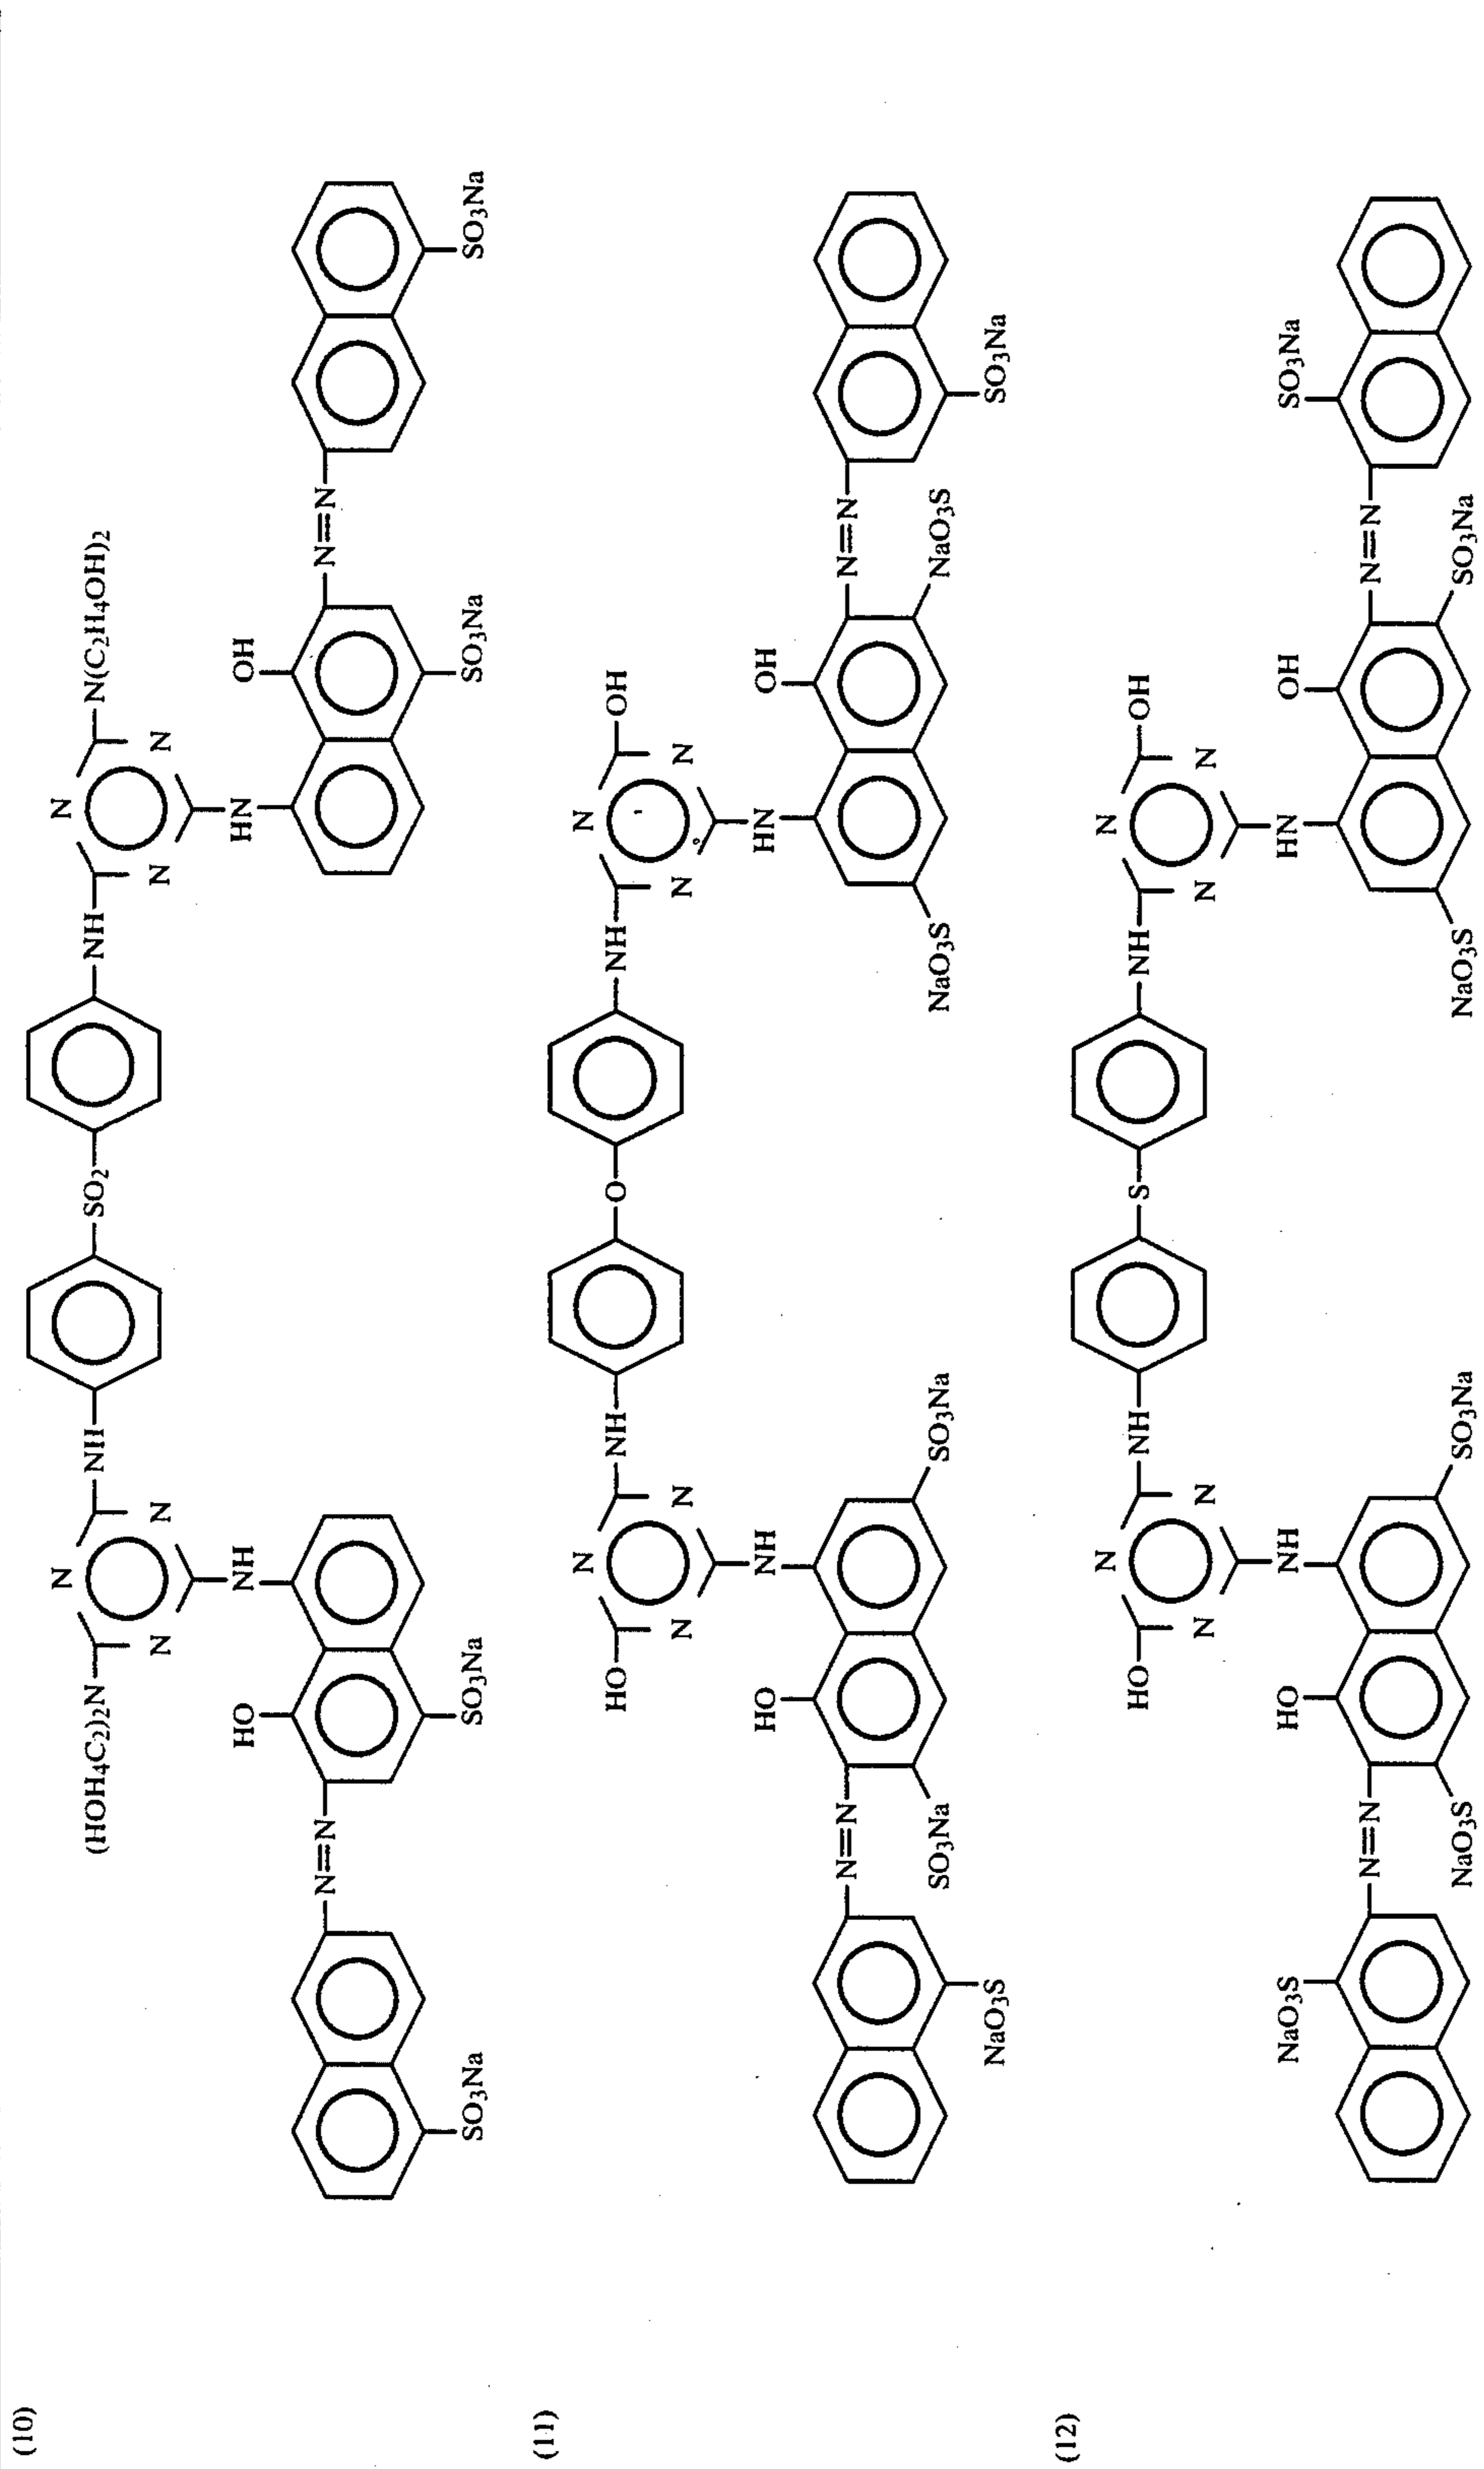 (10)
N N
(HOH4C2)2N NH SO2 NH N(C2H4OH)2
N N N N
HO NH HN OH
N=N N=N
SO3Na SO3Na SO3Na SO3Na
(11)
N N
HO NH O NH OH
N N N N
HO NH HN OH
N=N N=N
SO3Na SO3Na NaO3S NaO3S
NaO3S SO3Na
(12)
N N
HO NH S NH OH
N N N N
NaO3S HO NH HN OH SO3Na
N=N N=N
NaO3S SO3Na NaO3S SO3Na